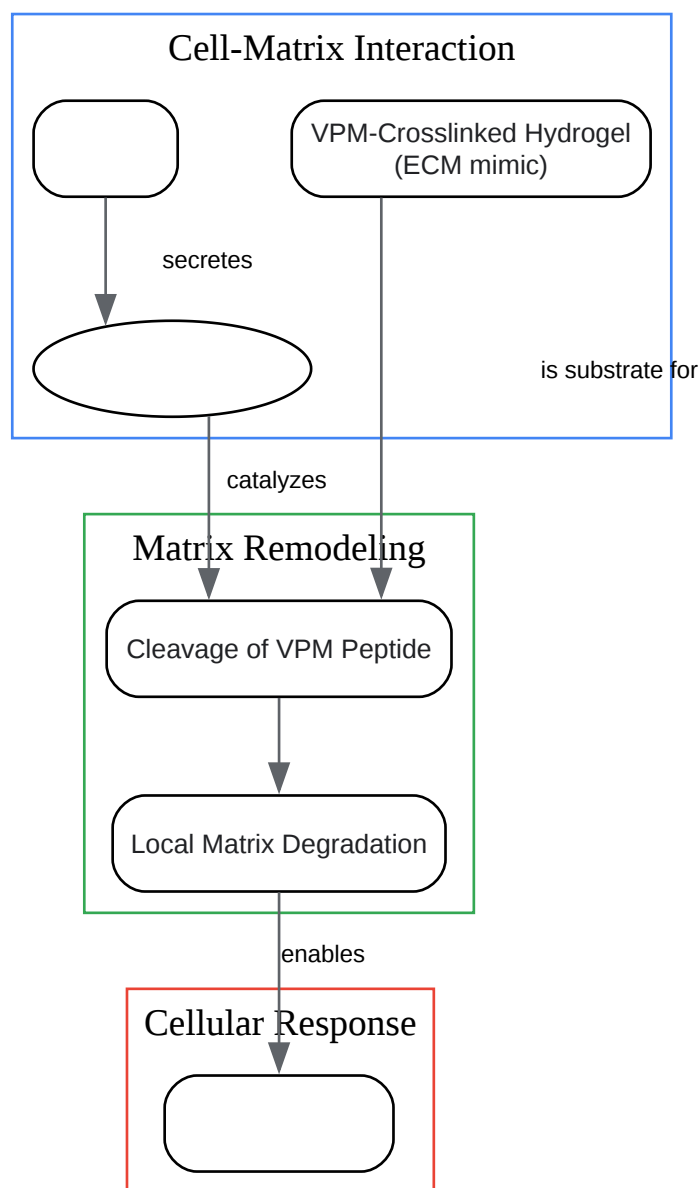 Cell-Matrix Interaction
VPM-Crosslinked Hydrogel
(ECM mimic)
secretes
is substrate for
catalyzes
Matrix Remodeling
Cleavage of VPM Peptide
Local Matrix Degradation
enables
Cellular Response